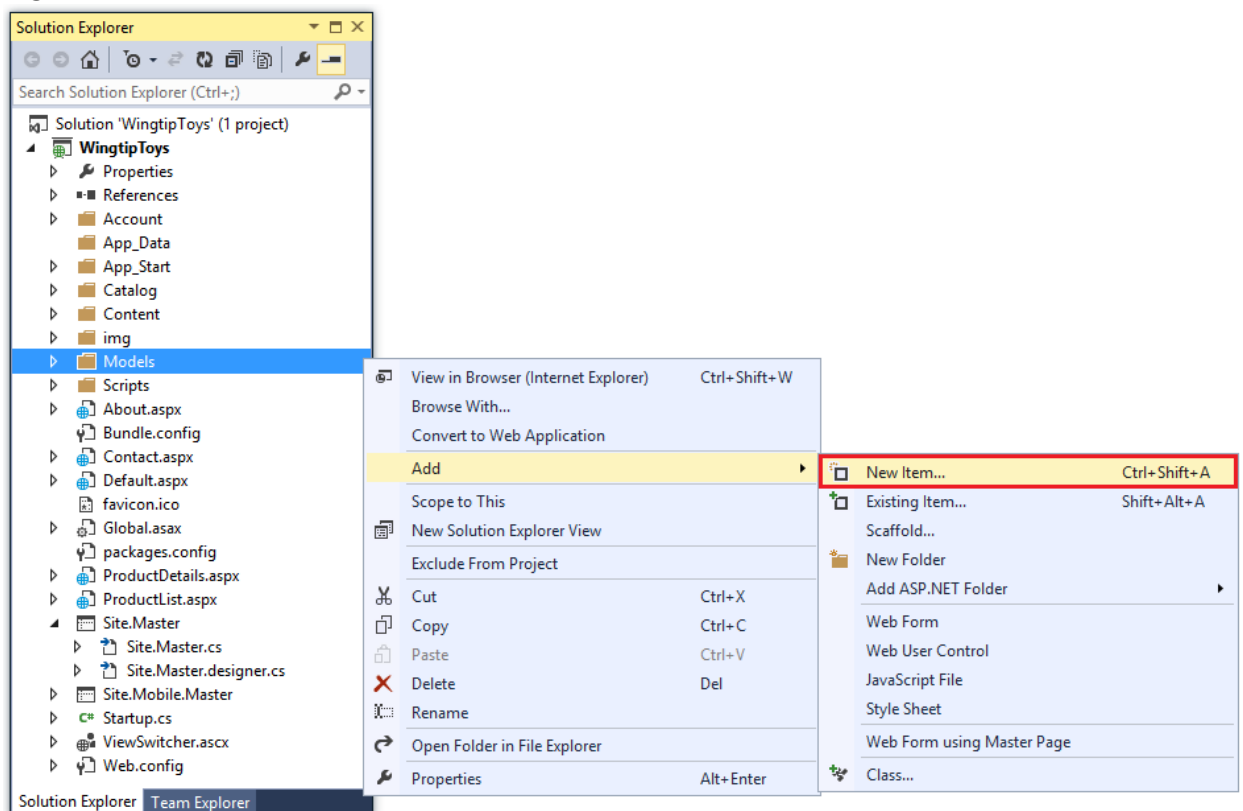 Solution Explorer
Search Solution Explorer (Ctrl+;)
Solution 'WingtipToys' (1 project)
WingtipToys
Properties
References
Account
App_Data
App_Start
Catalog
Content
img
Models
Scripts
About.aspx
Bundle.config
Contact.aspx
Default.aspx
favicon.ico
Global.asax
packages.config
ProductDetails.aspx
ProductList.aspx
Site.Master
Site.Master.cs
Site.Master.designer.cs
Site.Mobile.Master
C# Startup.cs
ViewSwitcher.ascx
Web.config
Solution Explorer Team Explorer
View in Browser (Internet Explorer) Ctrl+Shift+W
Browse With...
Convert to Web Application
Add
Scope to This
New Solution Explorer View
Exclude From Project
Cut Ctrl+X
Copy Ctrl+C
Paste Ctrl+V
Delete Del
Rename
Open Folder in File Explorer
Properties Alt+Enter
New Item... Ctrl+Shift+A
Existing Item... Shift+Alt+A
Scaffold...
New Folder
Add ASP.NET Folder
Web Form
Web User Control
JavaScript File
Style Sheet
Web Form using Master Page
Class...